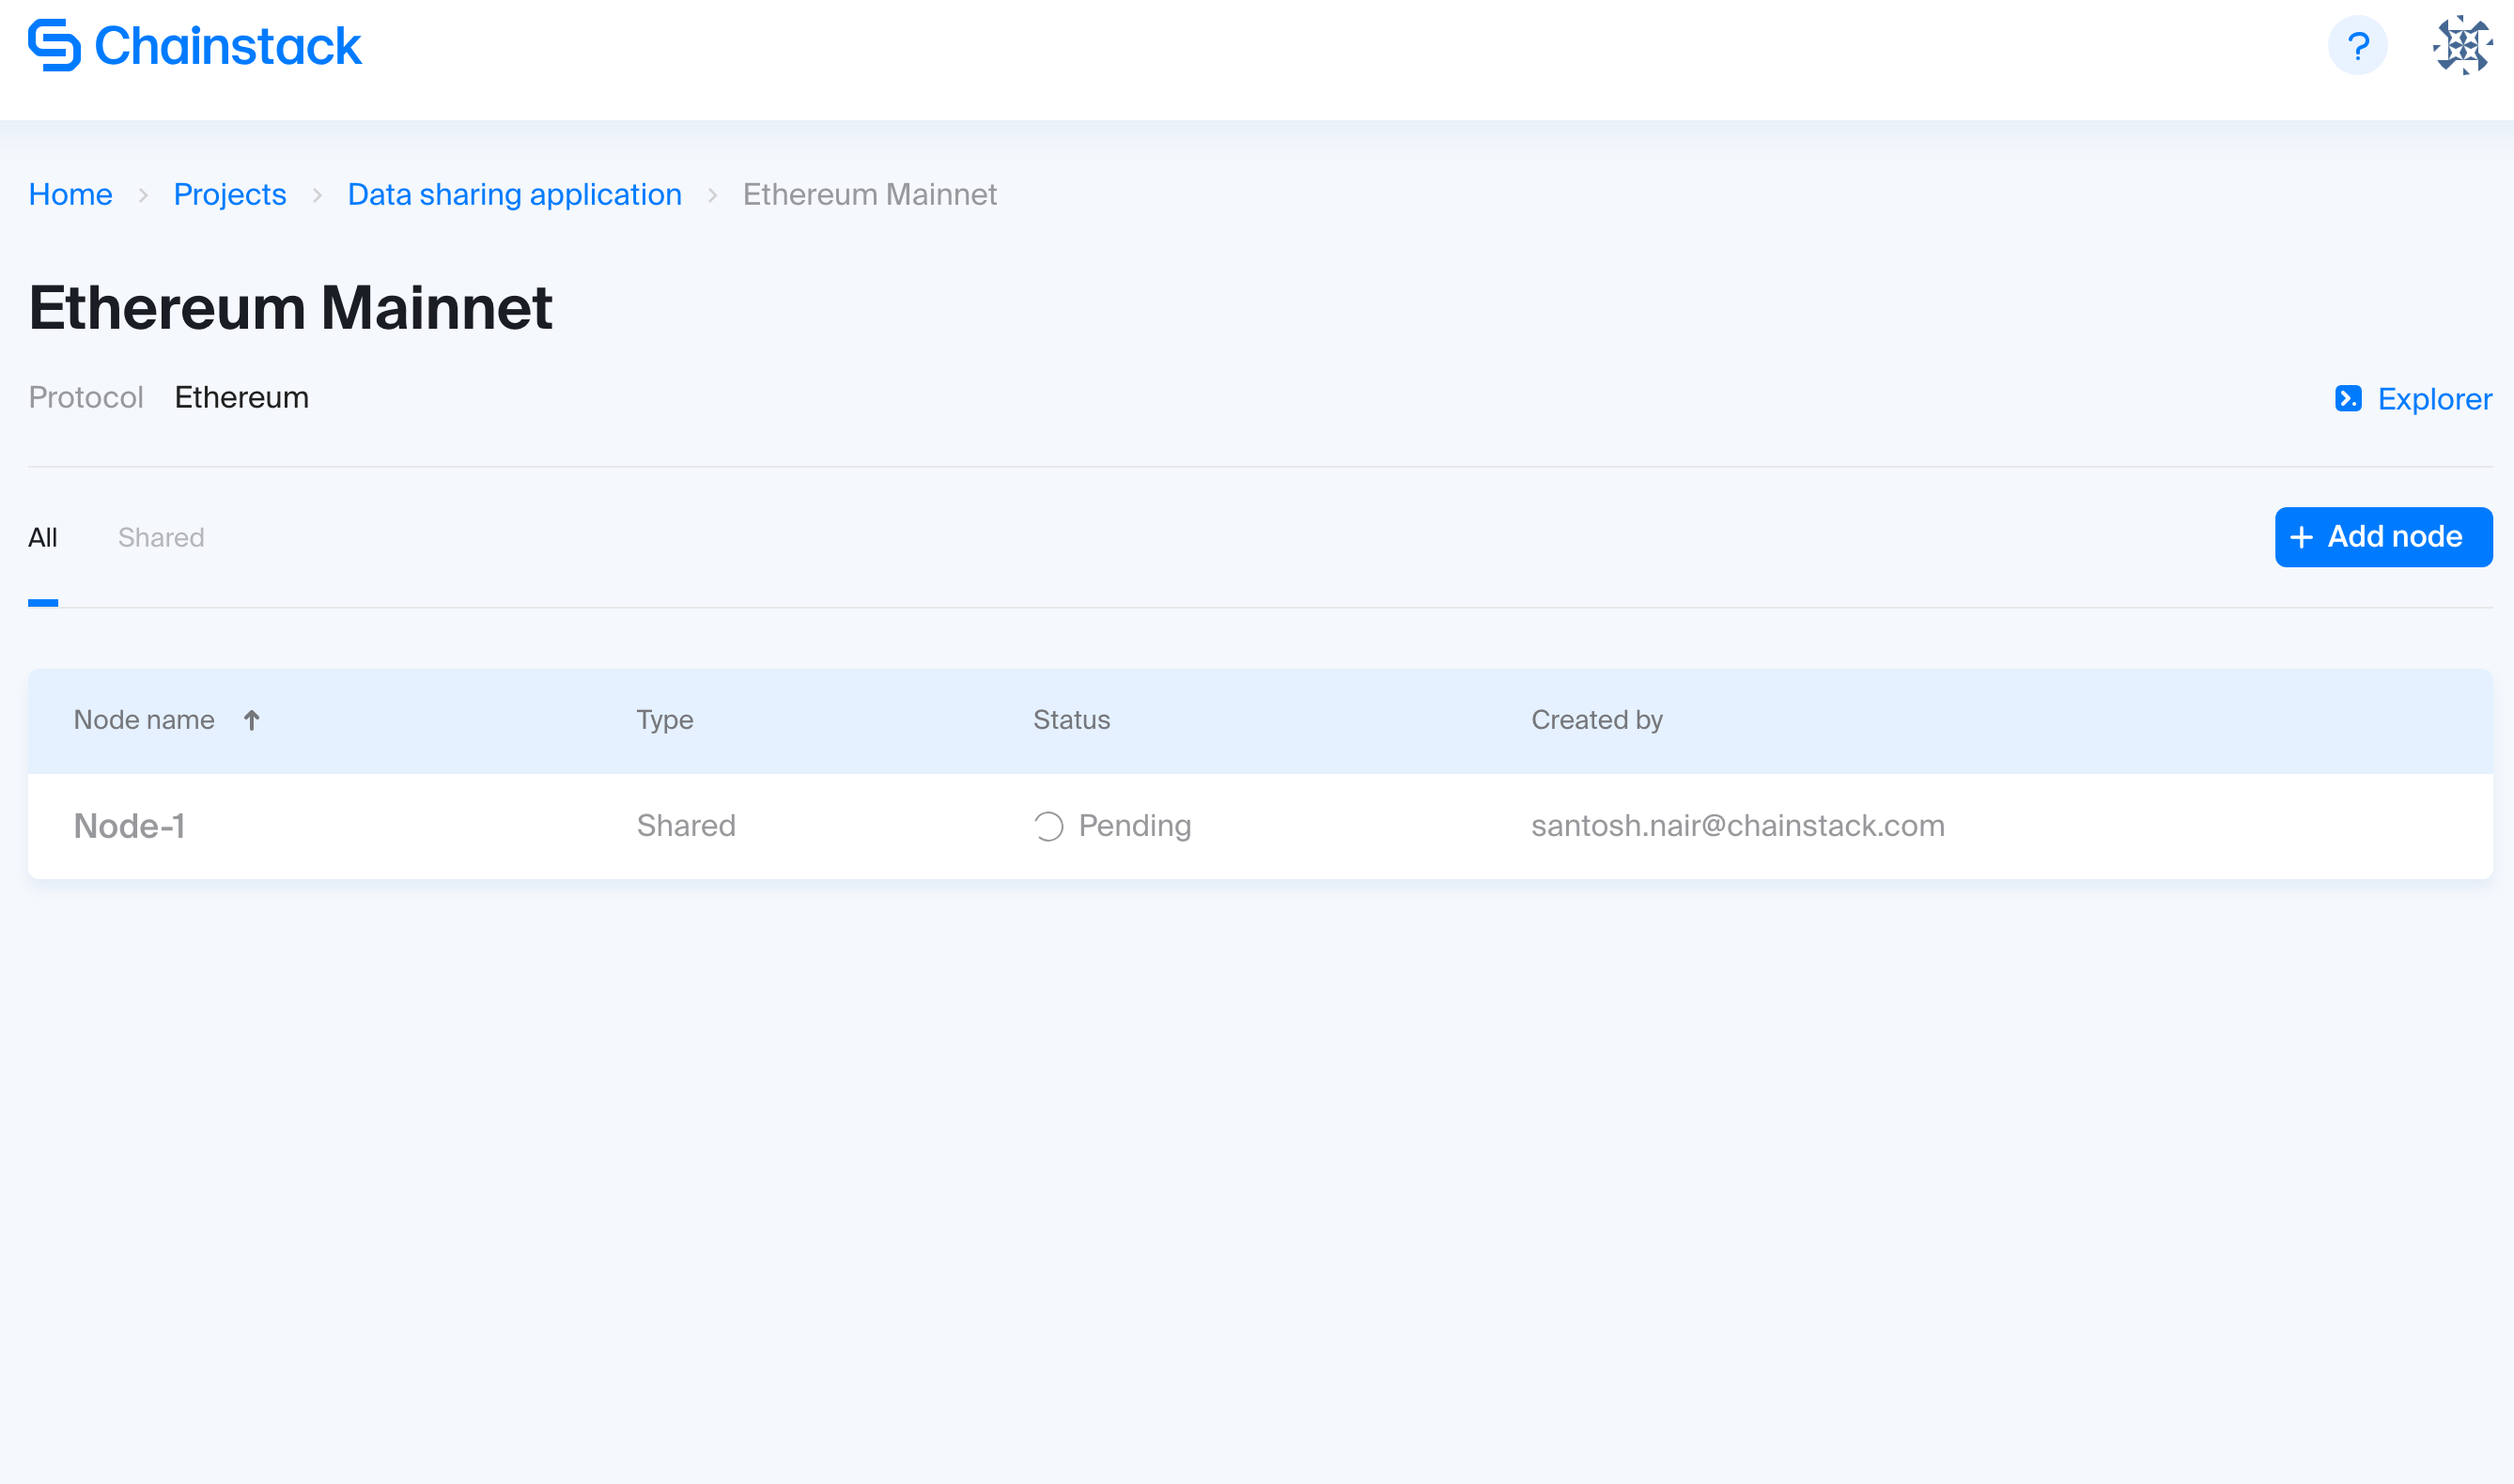 Chainstack
?
Home > Projects > Data sharing application > Ethereum Mainnet
Ethereum Mainnet
Protocol Ethereum
Explorer
All Shared
+ Add node
Node name ↑ Type Status Created by
Node-1 Shared Pending santosh.nair@chainstack.com